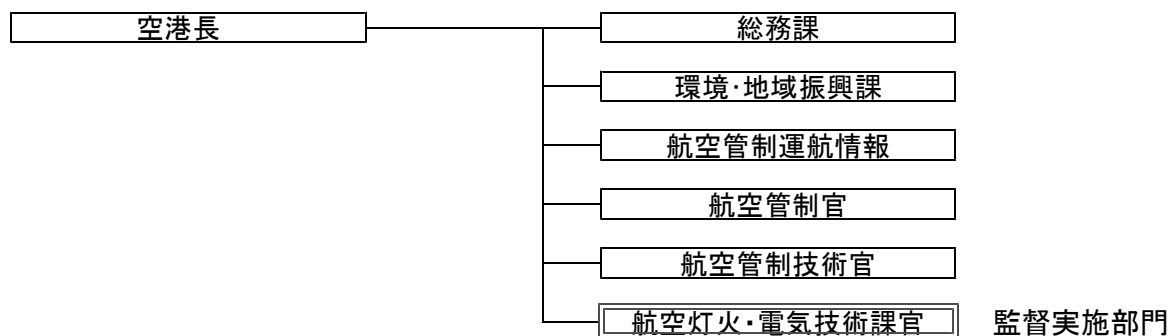 空港長
総務課
環境・地域振興課
航空管制運航情報
航空管制官
航空管制技術官
航空灯火・電気技術課官 監督実施部門